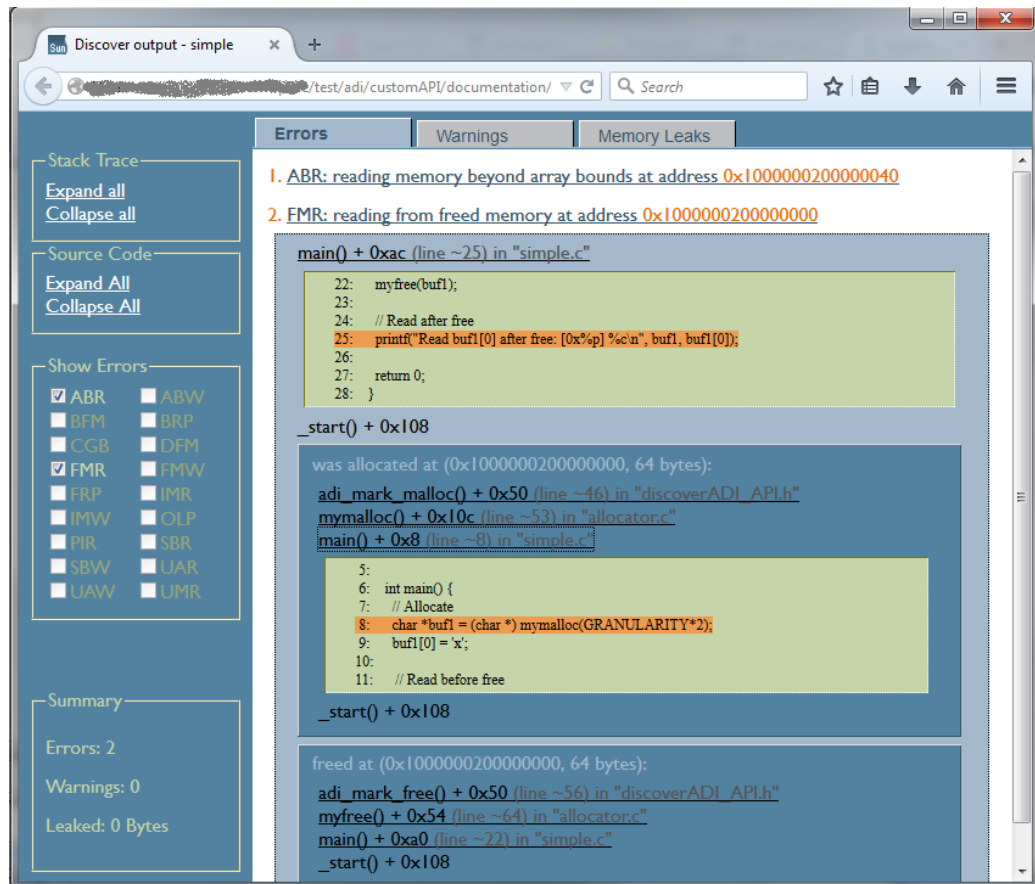 Discover output - simple
/test/adi/customAPI/documentation/
Search
Errors
Warnings
Memory Leaks
Stack Trace
Expand all
Collapse all
Source Code
Expand All
Collapse All
Show Errors
ABR ABW
BFM BRP
CGB DFM
FMR FMW
FRP IMR
IMW OLP
PIR SBR
SBW UAR
UAW UMR
Summary
Errors: 2
Warnings: 0
Leaked: 0 Bytes
1. ABR: reading memory beyond array bounds at address 0x1000000200000040
2. FMR: reading from freed memory at address 0x1000000200000000
main() + 0xac (line ~25) in "simple.c"
22: myfree(buf1);
23:
24: // Read after free
25: printf("Read buf1[0] after free: [0x%p] %c\n", buf1, buf1[0]);
26:
27: return 0;
28: }
_start() + 0x108
was allocated at (0x1000000200000000, 64 bytes):
adi_mark_malloc() + 0x50 (line ~46) in "discoverADI_API.h"
mymalloc() + 0x10c (line ~53) in "allocator.c"
main() + 0x8 (line ~8) in "simple.c"
5:
6: int main() {
7: // Allocate
8: char *buf1 = (char *) mymalloc(GRANULARITY*2);
9: buf1[0] = 'x';
10:
11: // Read before free
_start() + 0x108
freed at (0x1000000200000000, 64 bytes):
adi_mark_free() + 0x50 (line ~56) in "discoverADI_API.h"
myfree() + 0x54 (line ~64) in "allocator.c"
main() + 0xa0 (line ~22) in "simple.c"
_start() + 0x108